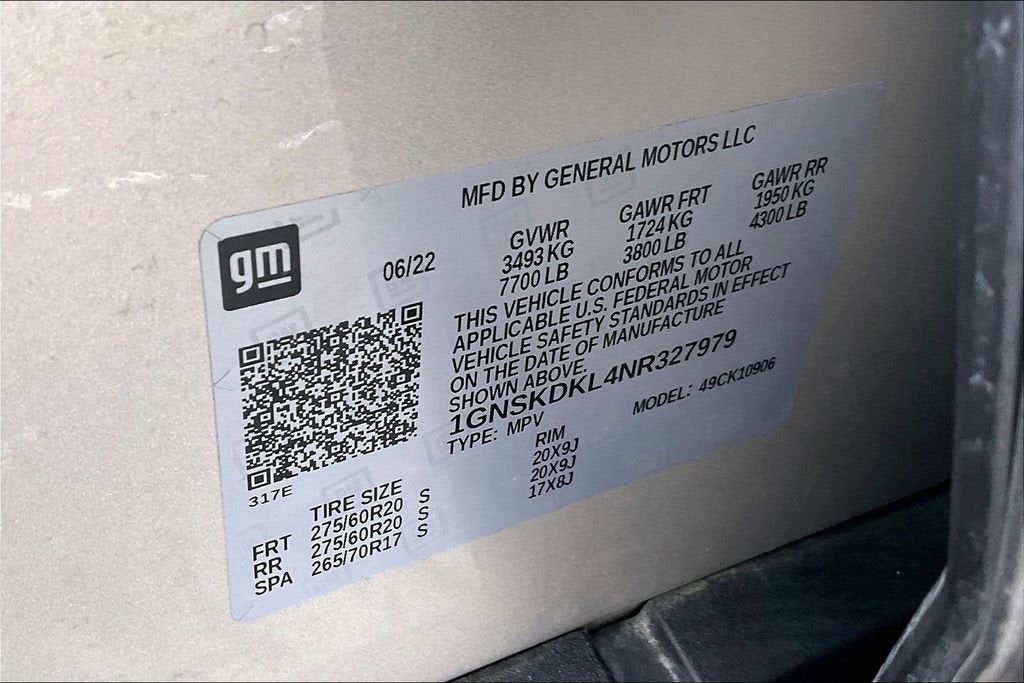 MFD BY GENERAL MOTORS LLC
gm
06/22
GVWR GAWR FRT GAWR RR
3493 KG 1724 KG 1950 KG
7700 LB 3800 LB 4300 LB
THIS VEHICLE CONFORMS TO ALL
APPLICABLE U.S. FEDERAL MOTOR
VEHICLE SAFETY STANDARDS IN EFFECT
ON THE DATE OF MANUFACTURE
SHOWN ABOVE.
1GNSKDKL4NR327979
TYPE: MPV MODEL: 49CK10906
317E
TIRE SIZE RIM
FRT 275/60R20 S 20X9J
RR 275/60R20 S 20X9J
SPA 265/70R17 S 17X8J